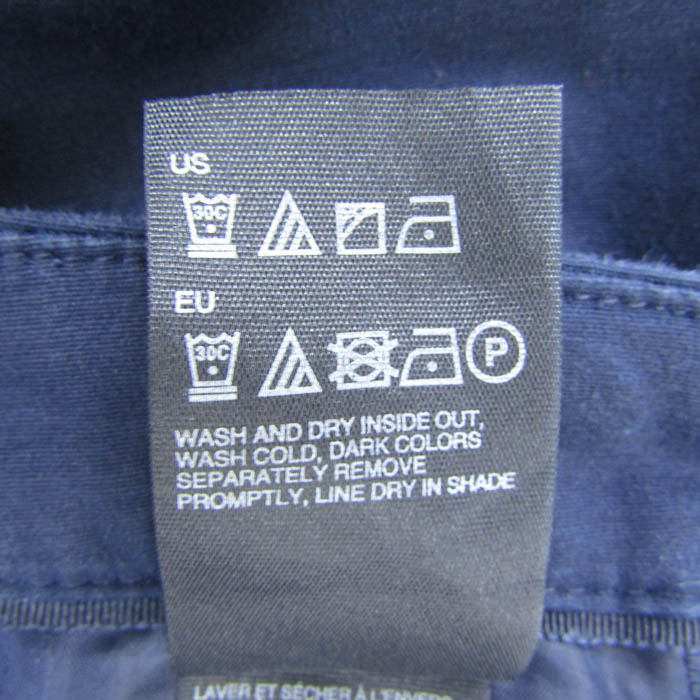 US
30C
EU
30C
P
WASH AND DRY INSIDE OUT,
WASH COLD, DARK COLORS
SEPARATELY REMOVE
PROMPTLY, LINE DRY IN SHADE
LAVER ET SÉCHER À L'ENVERS